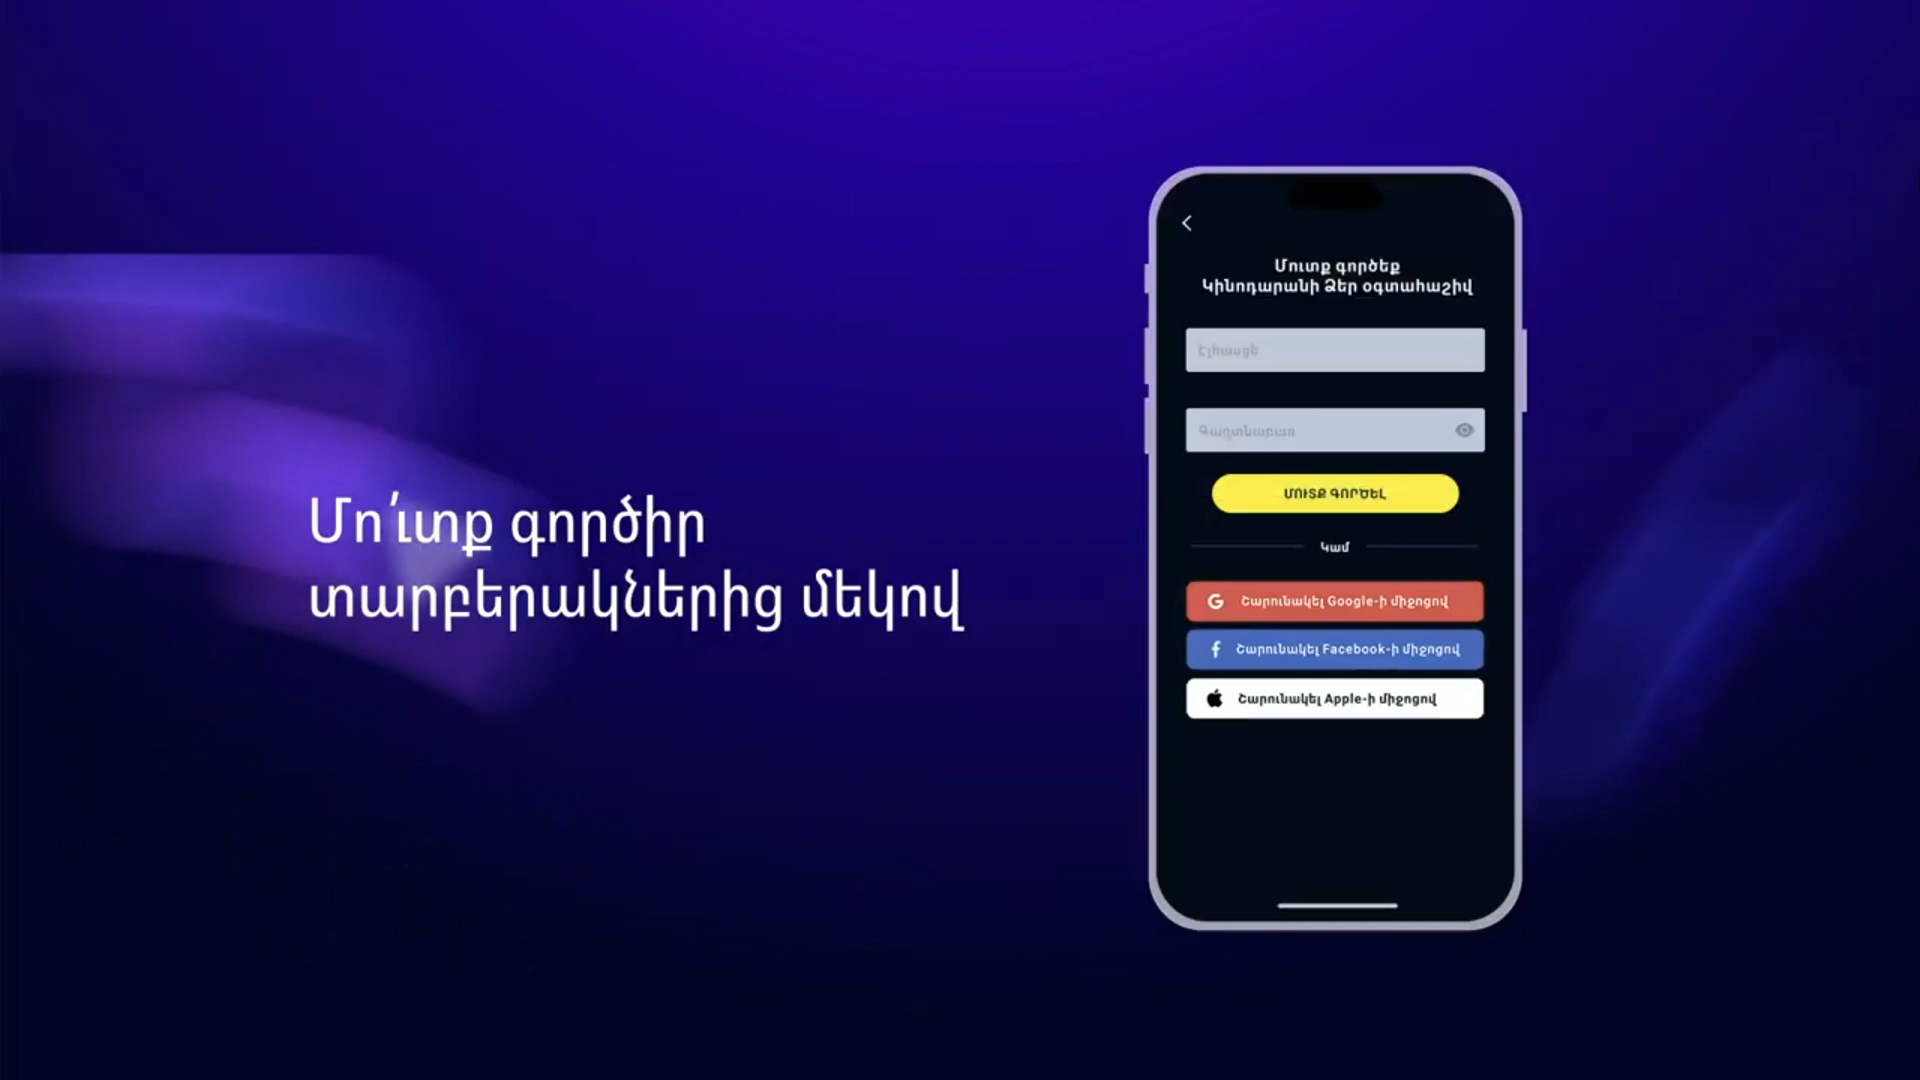 Մո՛ւտք գործիր
տարբերակներից մեկով
Մուտք գործեք
Կինոդարանի Ձեր օգտահաշիվ
Էլհասցե
Գաղտնաբառ
ՄՈՒՏՔ ԳՈՐԾԵԼ
Կամ
Շարունակել Google-ի միջոցով
Շարունակել Facebook-ի միջոցով
Շարունակել Apple-ի միջոցով